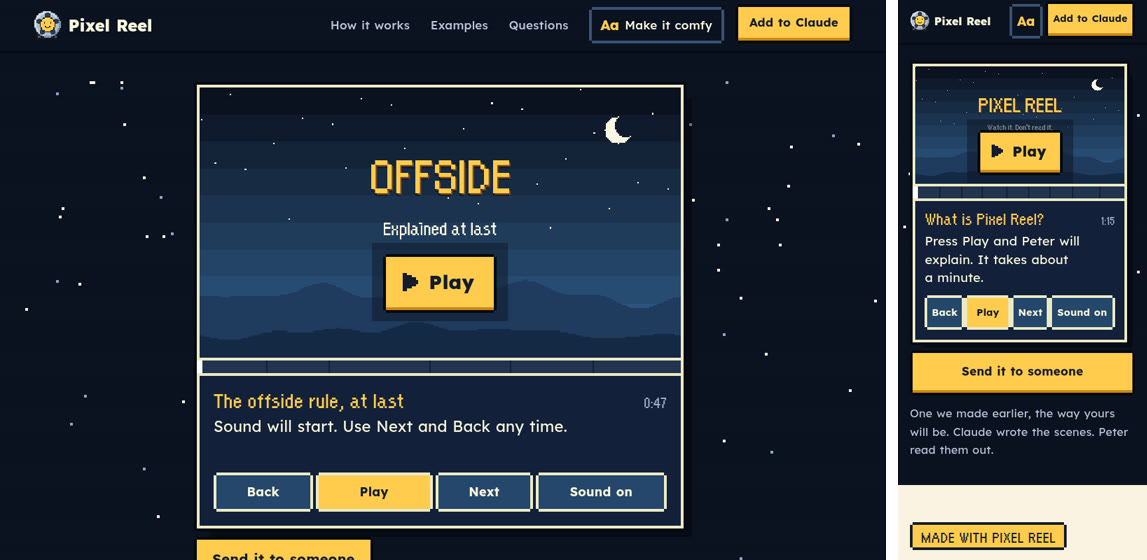 Pixel Reel
How it works
Examples
Questions
Aa Make it comfy
Add to Claude
OFFSIDE
Explained at last
Play
The offside rule, at last
0:47
Sound will start. Use Next and Back any time.
Back
Play
Next
Sound on
Send it to someone
Pixel Reel
Aa
Add to Claude
PIXEL REEL
Watch it. Don't read it.
Play
What is Pixel Reel?
1:15
Press Play and Peter will
explain. It takes about
a minute.
Back
Play
Next
Sound on
Send it to someone
One we made earlier, the way yours
will be. Claude wrote the scenes. Peter
read them out.
MADE WITH PIXEL REEL